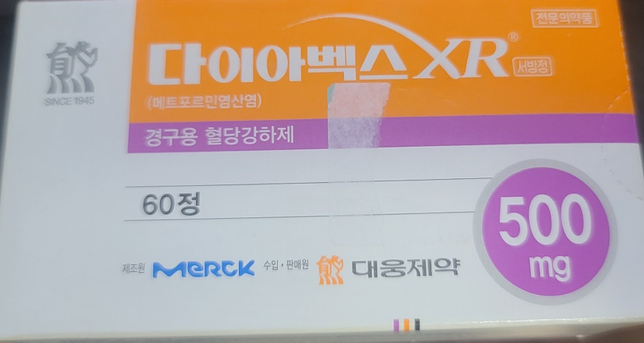 전문의약품
다이아벡스XR® 서방정
(메트포르민염산염)
SINCE 1945
경구용 혈당강하제
60정
500
mg
제조원 MERCK 수입·판매원 대웅제약